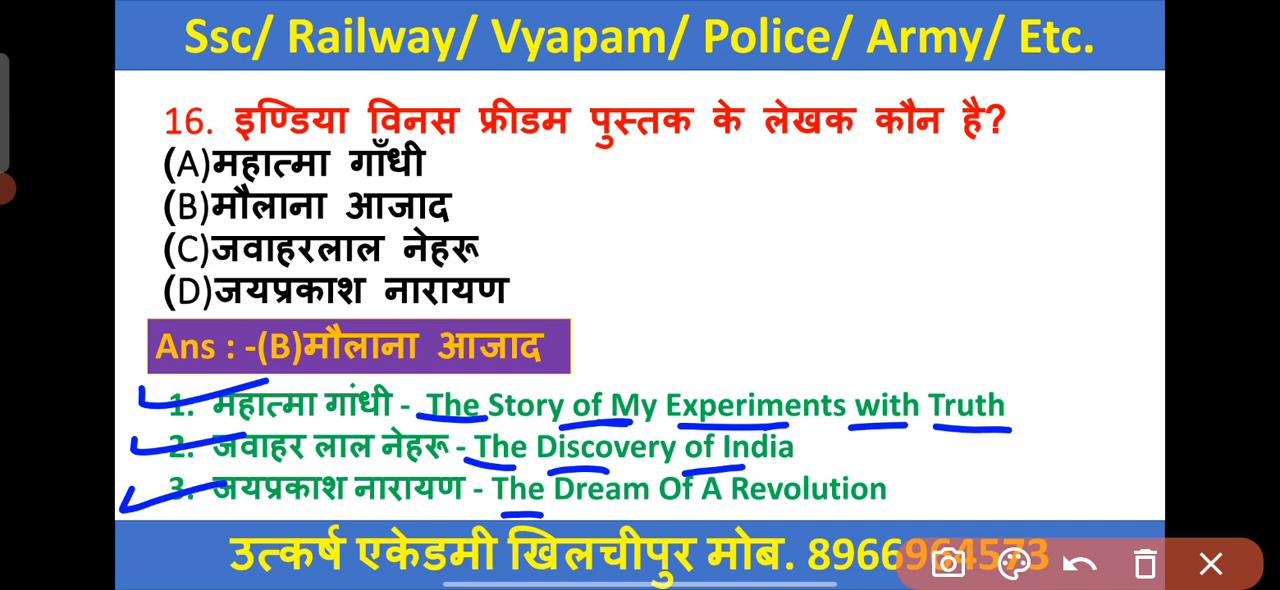 Ssc/ Railway/ Vyapam/ Police/ Army/ Etc.
16. इण्डिया विनस फ्रीडम पुस्तक के लेखक कौन है?
(A)महात्मा गाँधी
(B)मौलाना आजाद
(C)जवाहरलाल नेहरू
(D)जयप्रकाश नारायण
Ans : -(B)मौलाना आजाद
1. महात्मा गांधी - The Story of My Experiments with Truth
2. जवाहर लाल नेहरू - The Discovery of India
3. जयप्रकाश नारायण - The Dream Of A Revolution
उत्कर्ष एकेडमी खिलचीपुर मोब. 8966964573